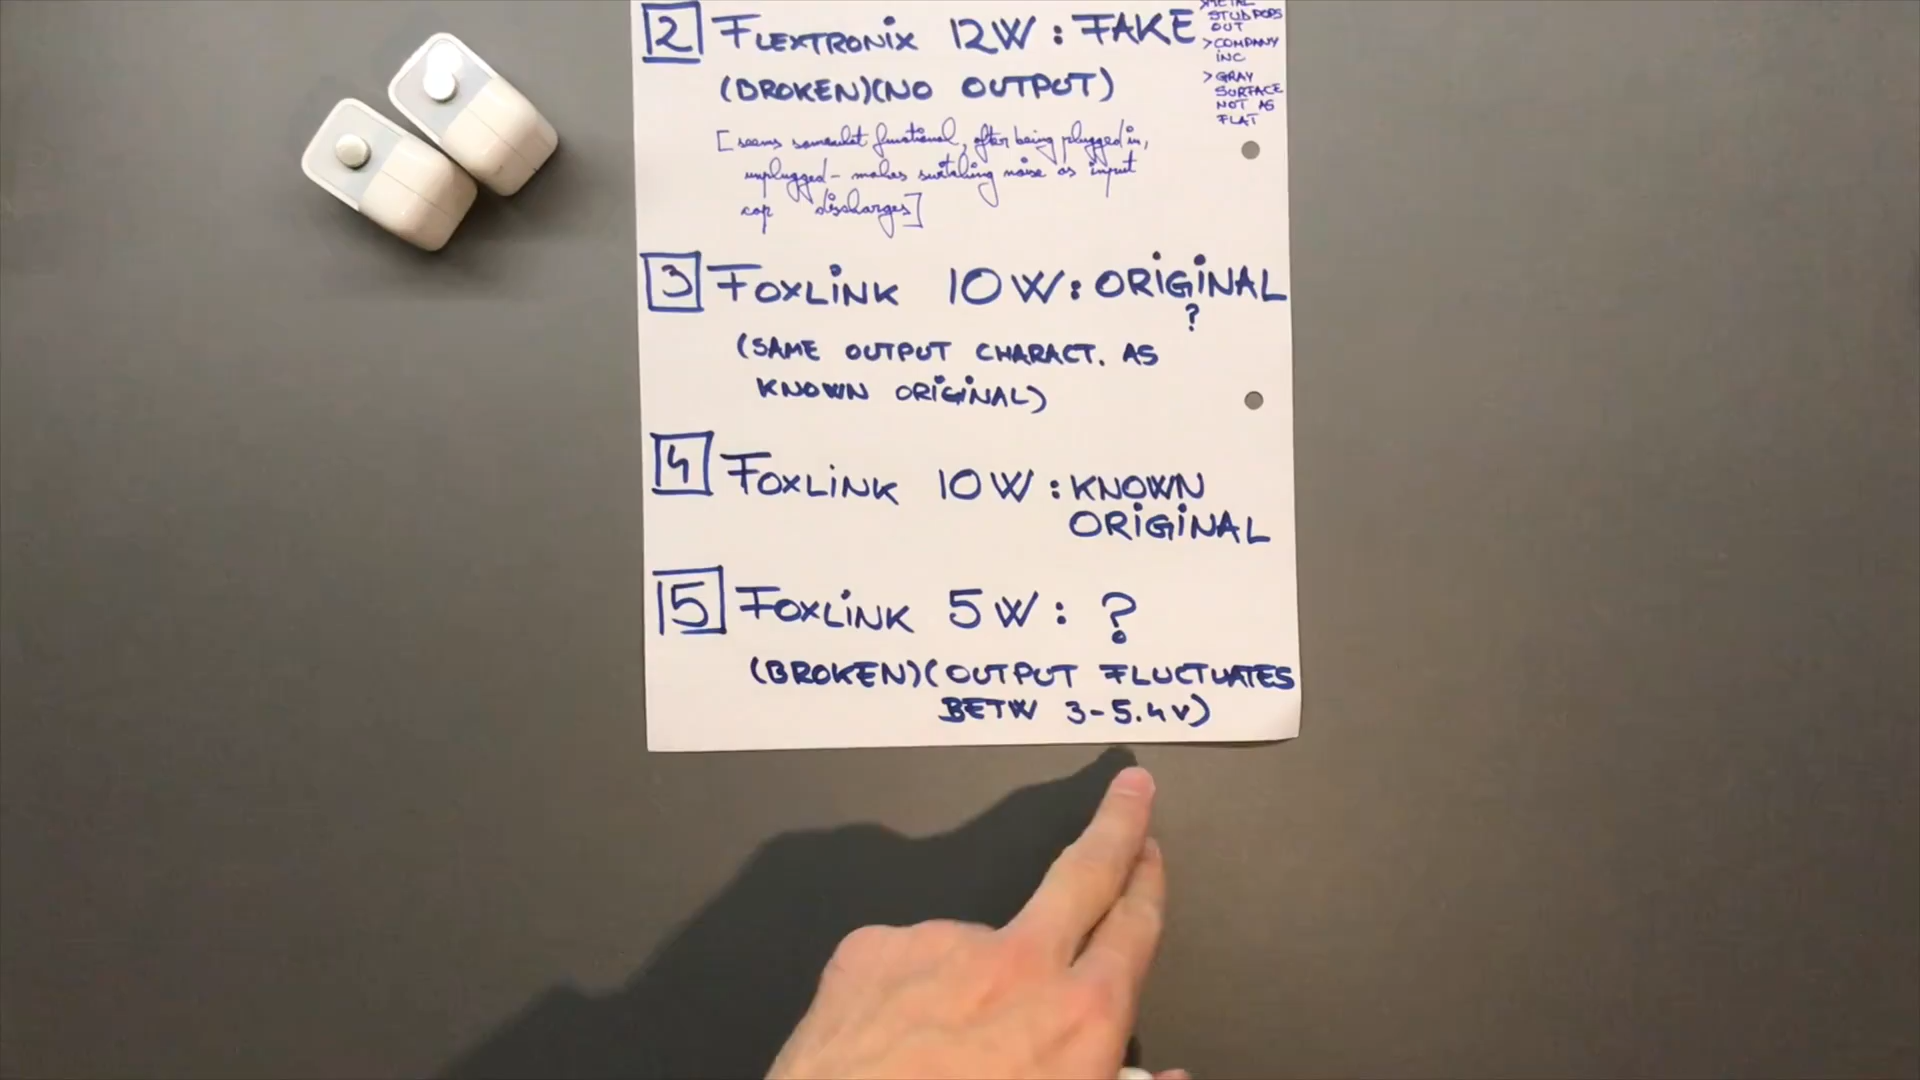 2 FLEXTRONIX 12W : FAKE
(BROKEN)(NO OUTPUT)
[seems somewhat functional, after being plugged in,
unplugged - makes switching noise as input
cap discharges]
> METAL
STUD POPS
OUT
> COMPANY
INC
> GRAY
SURFACE
NOT AS
FLAT
3 FOXLiNK 10W : ORiGiNAL
?
(SAME OUTPUT CHARACT. AS
KNOWN ORiGiNAL)
4 FOXLiNK 10W : KNOWN
ORiGiNAL
5 FOXLiNK 5W : ?
(BROKEN)(OUTPUT FLUCTUATES
BETW 3-5.4V)